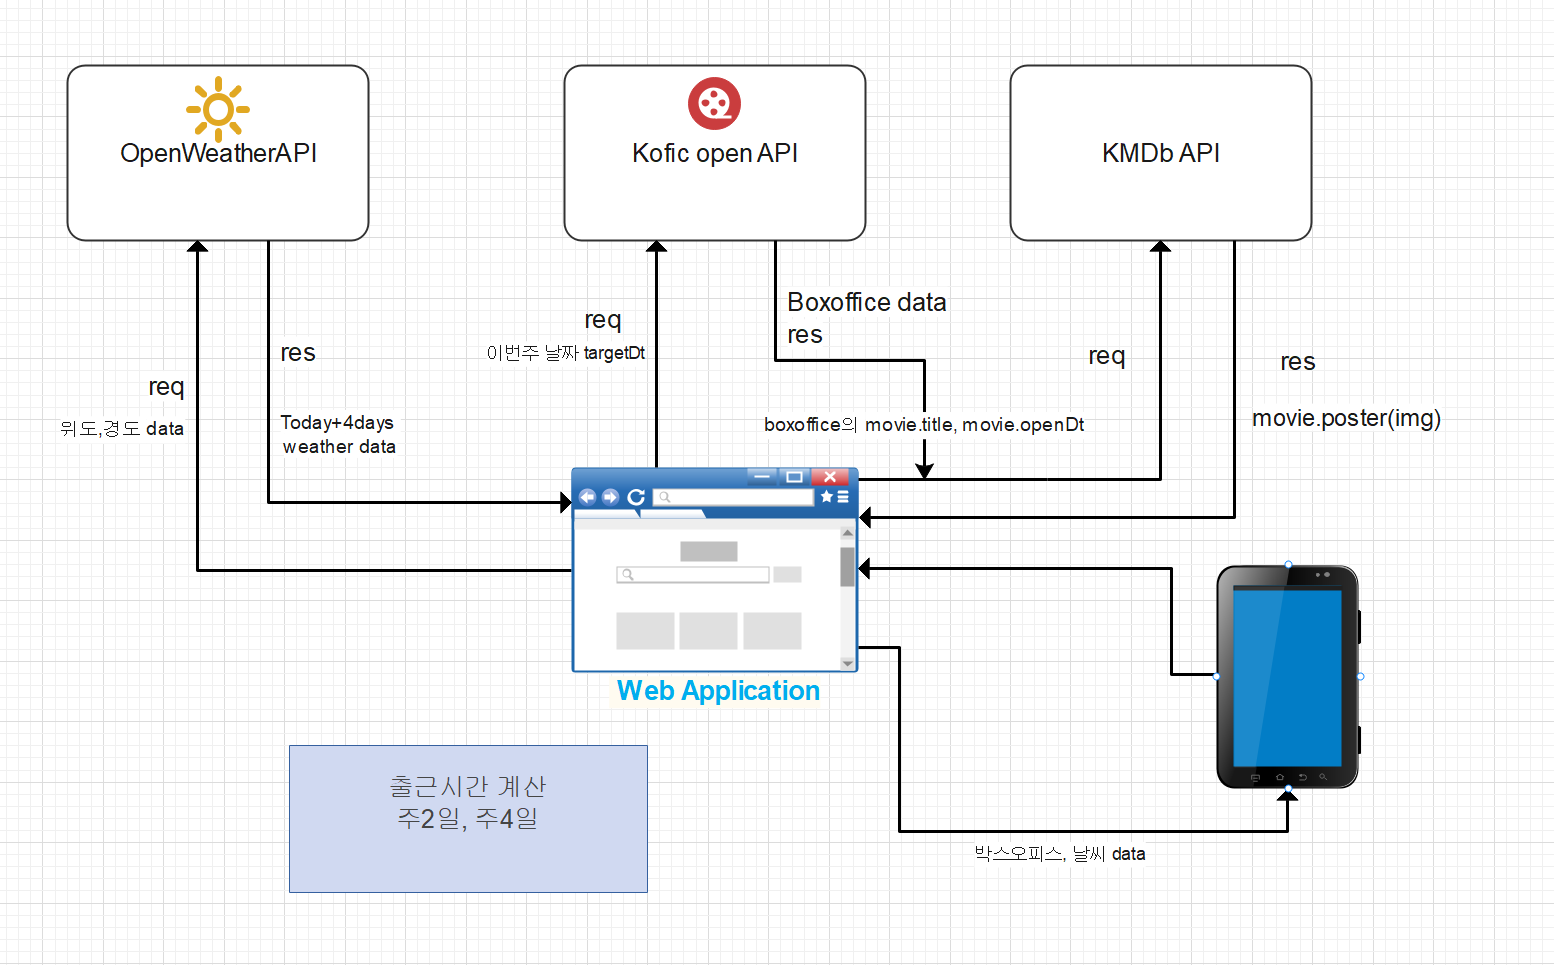 OpenWeatherAPI
Kofic open API
KMDb API
req
위도,경도 data
res
Today+4days
weather data
req
이번주 날짜 targetDt
Boxoffice data
res
boxoffice의 movie.title, movie.openDt
req
res
movie.poster(img)
Web Application
출근시간 계산
주2일, 주4일
박스오피스, 날씨 data